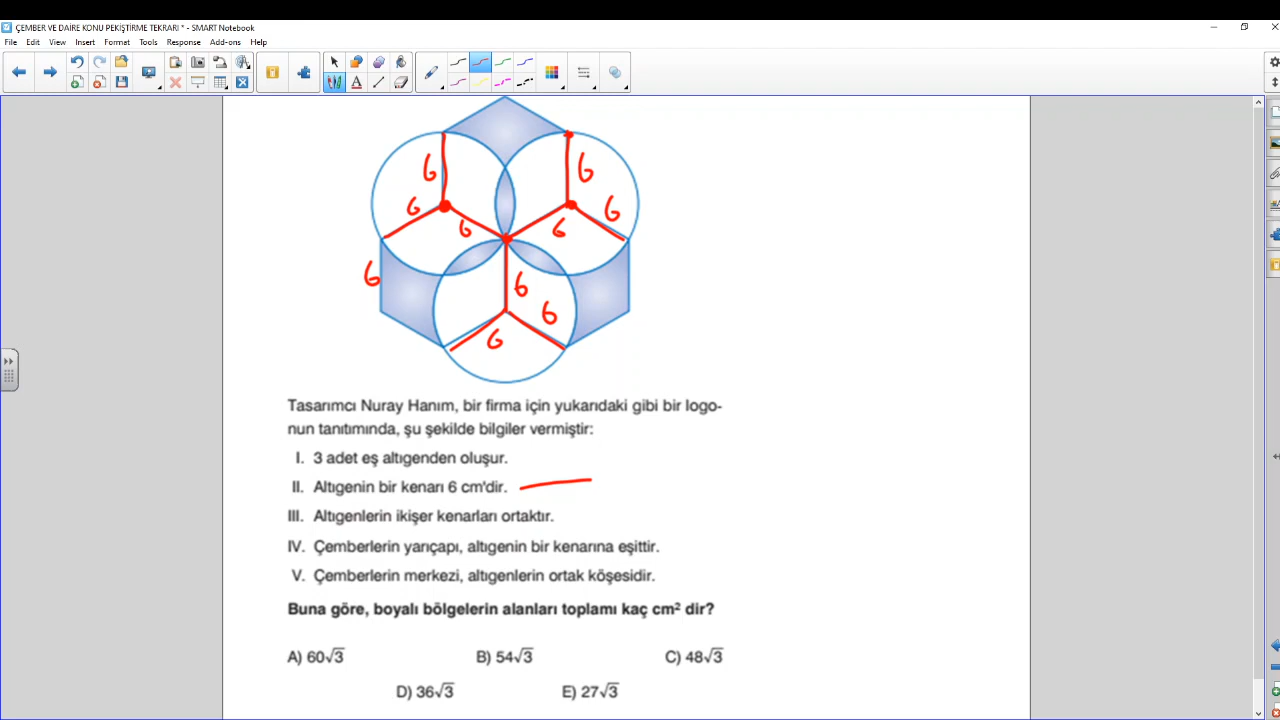 ÇEMBER VE DAİRE KONU PEKİŞTİRME TEKRARI * - SMART Notebook
File Edit View Insert Format Tools Response Add-ons Help
6 6
6 6
6 6
6 6
6
6
Tasarımcı Nuray Hanım, bir firma için yukarıdaki gibi bir logo-
nun tanıtımında, şu şekilde bilgiler vermiştir:
I. 3 adet eş altıgenden oluşur.
II. Altıgenin bir kenarı 6 cm'dir.
III. Altıgenlerin ikişer kenarları ortaktır.
IV. Çemberlerin yarıçapı, altıgenin bir kenarına eşittir.
V. Çemberlerin merkezi, altıgenlerin ortak köşesidir.
Buna göre, boyalı bölgelerin alanları toplamı kaç cm² dir?
A) 60√3 B) 54√3 C) 48√3
D) 36√3 E) 27√3